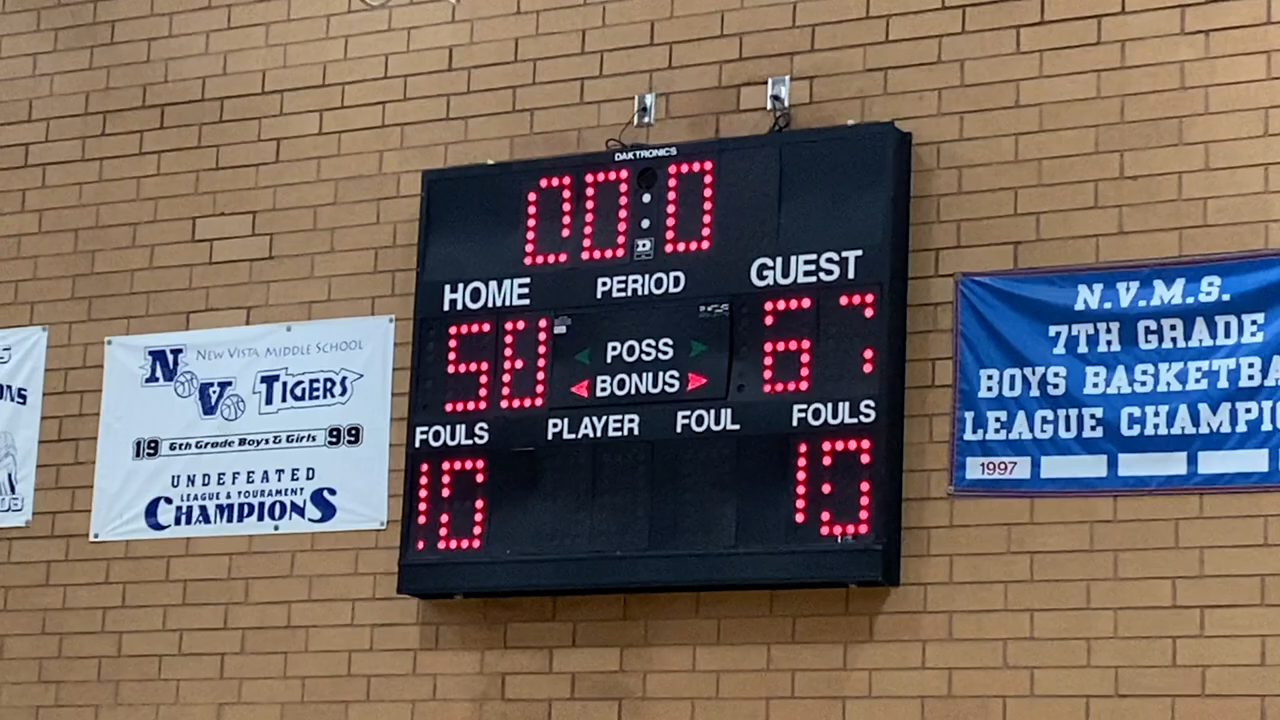 S
ONS
N
V
NEW VISTA MIDDLE SCHOOL
TIGERS
19 6th Grade Boys & Girls 99
UNDEFEATED
LEAGUE & TOURAMENT
CHAMPIONS
DAKTRONICS
00:0
D
HOME
PERIOD
GUEST
58
POSS
BONUS
67
FOULS
PLAYER
FOUL
FOULS
10
10
N.V.M.S.
7TH GRADE
BOYS BASKETBA
LEAGUE CHAMPIO
1997